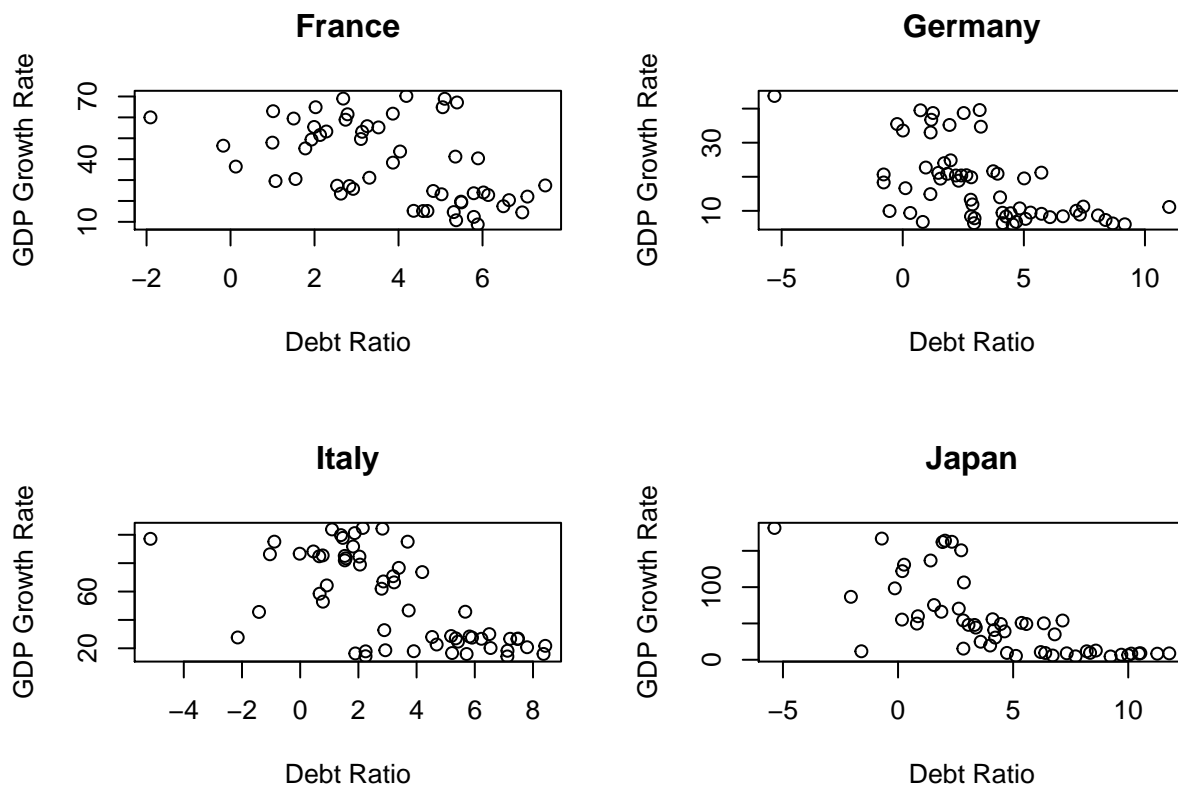 France
GDP Growth Rate
10 40 70
−2 0 2 4 6
Debt Ratio
Germany
GDP Growth Rate
10 30
−5 0 5 10
Debt Ratio
Italy
GDP Growth Rate
20 60
−4 −2 0 2 4 6 8
Debt Ratio
Japan
GDP Growth Rate
0 100
−5 0 5 10
Debt Ratio